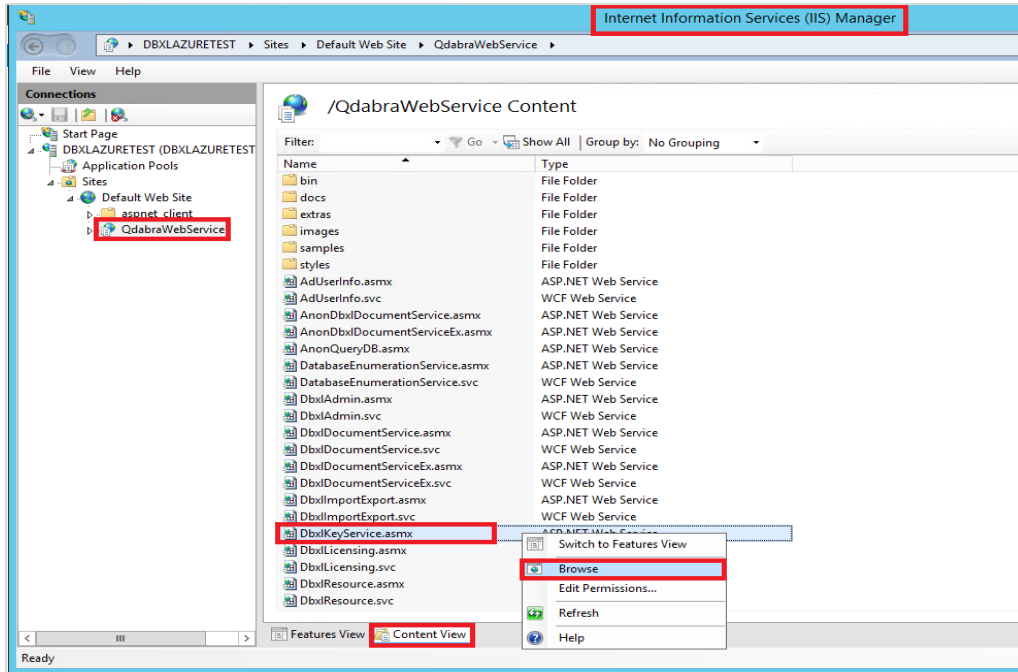 Internet Information Services (IIS) Manager
DBXLAZURETEST Sites Default Web Site QdabraWebService
File View Help
Connections
Start Page
DBXLAZURETEST (DBXLAZURETEST
Application Pools
Sites
Default Web Site
aspnet_client
QdabraWebService
/QdabraWebService Content
Filter: Go Show All Group by: No Grouping
Name Type
bin File Folder
docs File Folder
extras File Folder
images File Folder
samples File Folder
styles File Folder
AdUserInfo.asmx ASP.NET Web Service
AdUserInfo.svc WCF Web Service
AnonDbxlDocumentService.asmx ASP.NET Web Service
AnonDbxlDocumentServiceEx.asmx ASP.NET Web Service
AnonQueryDB.asmx ASP.NET Web Service
DatabaseEnumerationService.asmx ASP.NET Web Service
DatabaseEnumerationService.svc WCF Web Service
DbxlAdmin.asmx ASP.NET Web Service
DbxlAdmin.svc WCF Web Service
DbxlDocumentService.asmx ASP.NET Web Service
DbxlDocumentService.svc WCF Web Service
DbxlDocumentServiceEx.asmx ASP.NET Web Service
DbxlDocumentServiceEx.svc WCF Web Service
DbxlImportExport.asmx ASP.NET Web Service
DbxlImportExport.svc WCF Web Service
DbxlKeyService.asmx ASP.NET Web Service
DbxlLicensing.asmx
DbxlLicensing.svc
DbxlResource.asmx
DbxlResource.svc
Switch to Features View
Browse
Edit Permissions...
Refresh
Help
Features View Content View
Ready